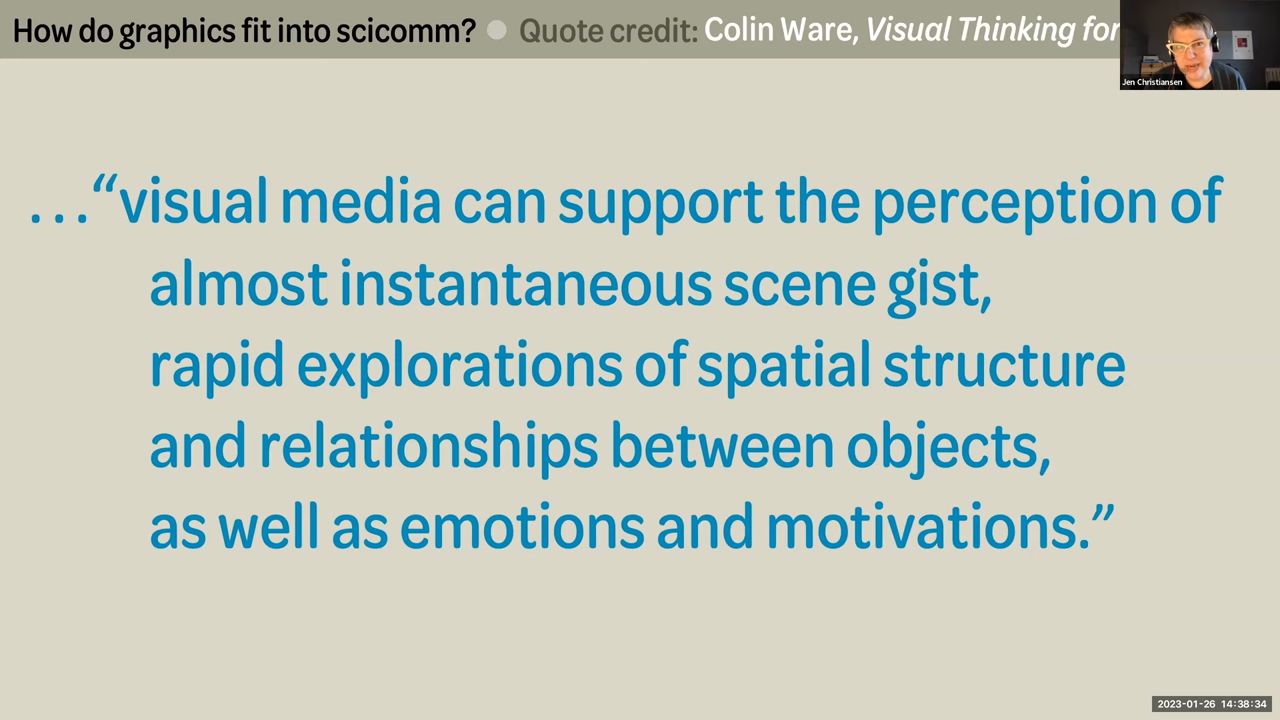 How do graphics fit into scicomm? ● Quote credit: Colin Ware, Visual Thinking for
Jen Christiansen
…“visual media can support the perception of
almost instantaneous scene gist,
rapid explorations of spatial structure
and relationships between objects,
as well as emotions and motivations.”
2023-01-26 14:38:34